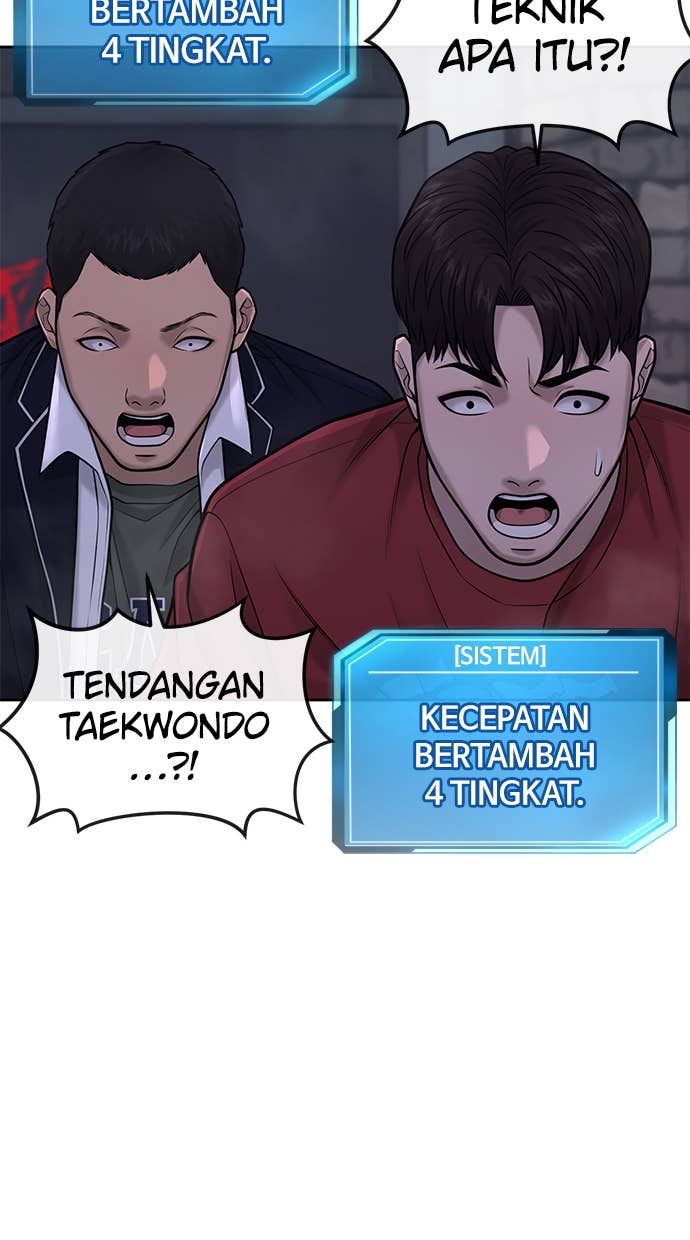 BERTAMBAH
4 TINGKAT.
TEKNIK
APA ITU?!
TENDANGAN
TAEKWONDO
...?!
[SISTEM]
KECEPATAN
BERTAMBAH
4 TINGKAT.